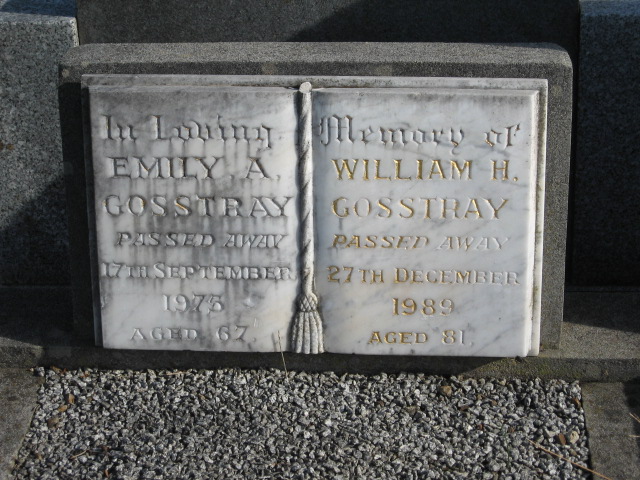 In Loving
EMILY A.
GOSSTRAY
PASSED AWAY
17TH SEPTEMBER
1975
AGED 67
Memory of
WILLIAM H.
GOSSTRAY
PASSED AWAY
27TH DECEMBER
1989
AGED 81.